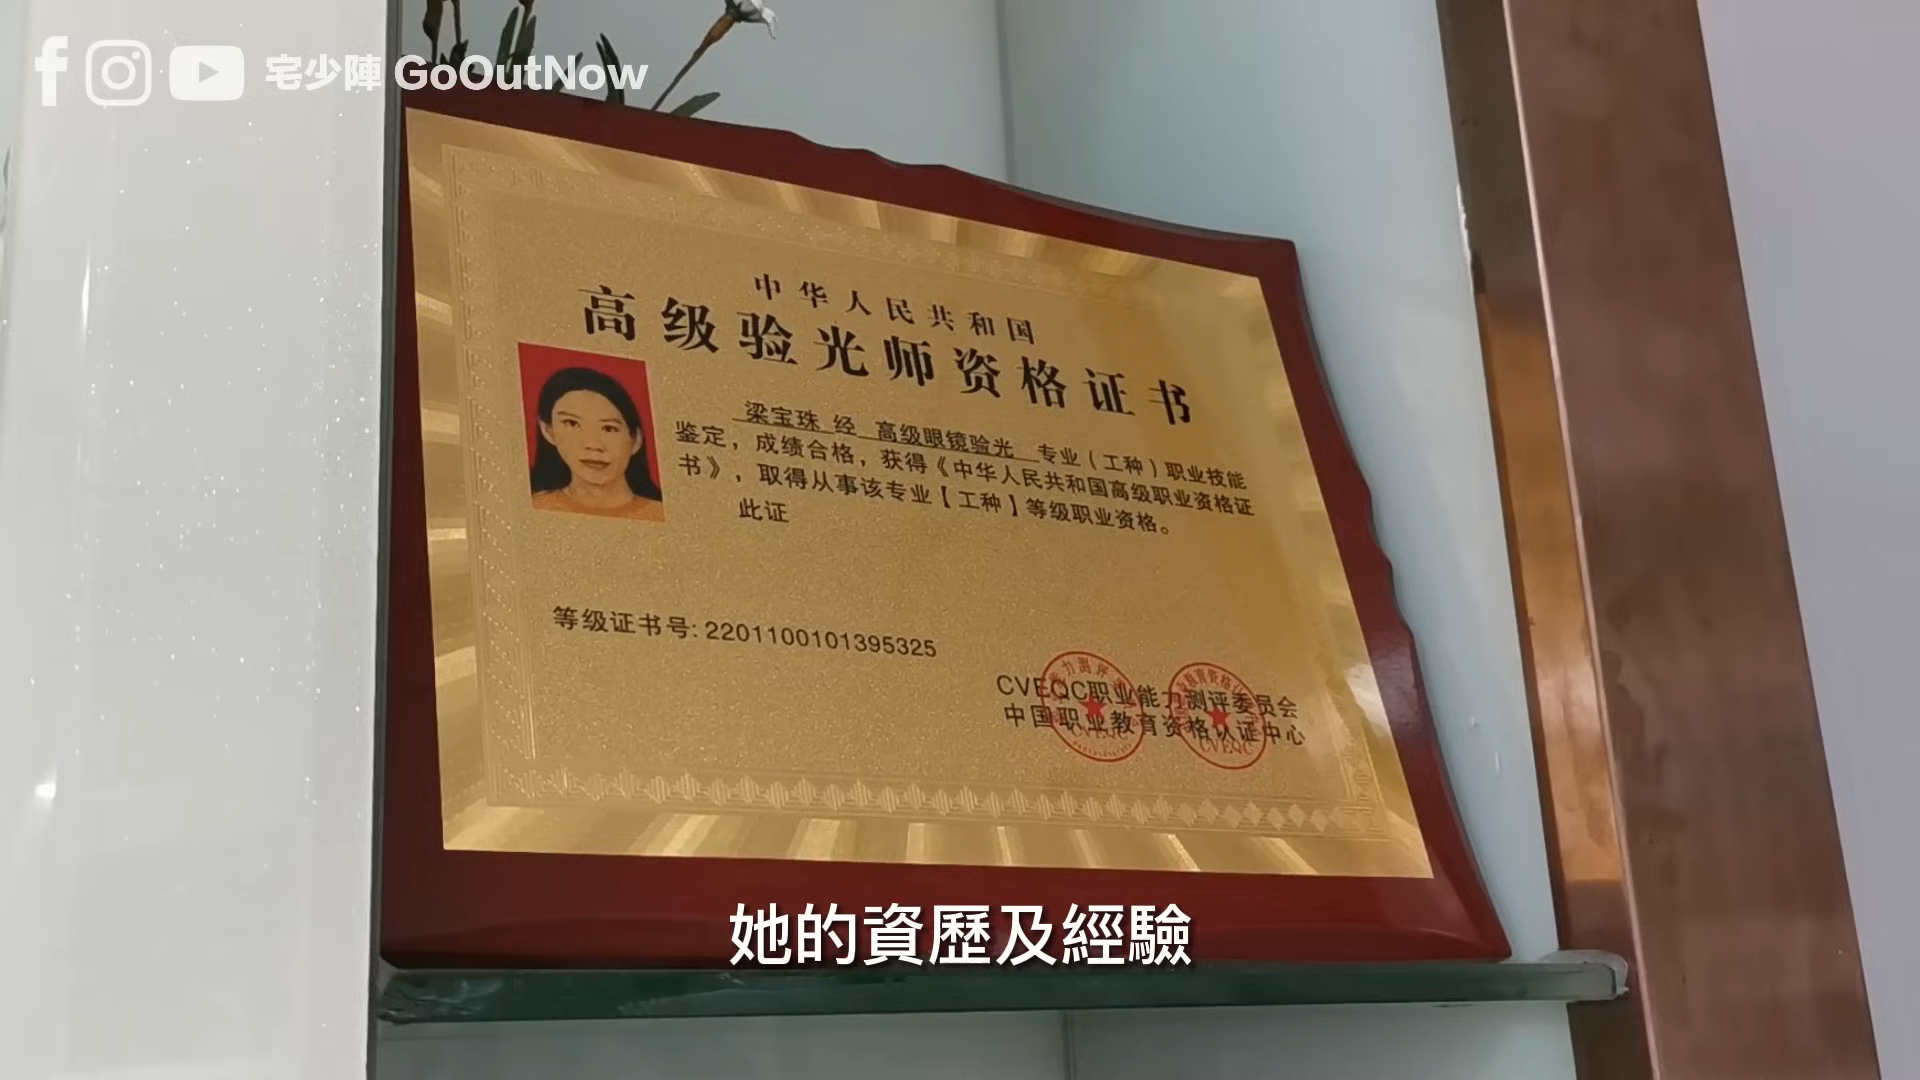 宅少陣 GoOutNow
中华人民共和国
高级验光师资格证书
梁宝珠 经 高级眼镜验光 专业（工种）职业技能
鉴定，成绩合格，获得《中华人民共和国高级职业资格证
书》，取得从事该专业【工种】等级职业资格。
此证
等级证书号: 2201100101395325
CVEQC职业能力测评委员会
中国职业教育资格认证中心
CVEQC
CVEQC
她的資歷及經驗